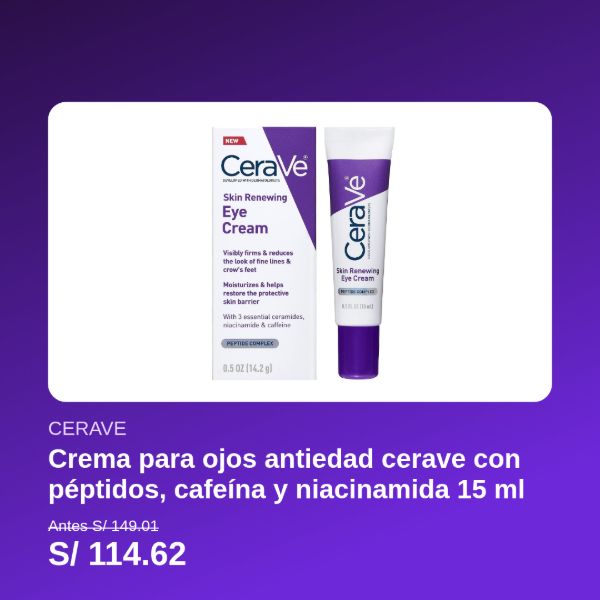 NEW
CeraVe
Skin Renewing
Eye
Cream
Visibly firms & reduces
the look of fine lines &
crow's feet
Moisturizes & helps
restore the protective
skin barrier
With 3 essential ceramides,
niacinamide & caffeine
PEPTIDE COMPLEX
0.5 OZ (14.2 g)
CeraVe
Skin Renewing
Eye Cream
PEPTIDE COMPLEX
CERAVE
Crema para ojos antiedad cerave con
péptidos, cafeína y niacinamida 15 ml
Antes S/ 149.01
S/ 114.62